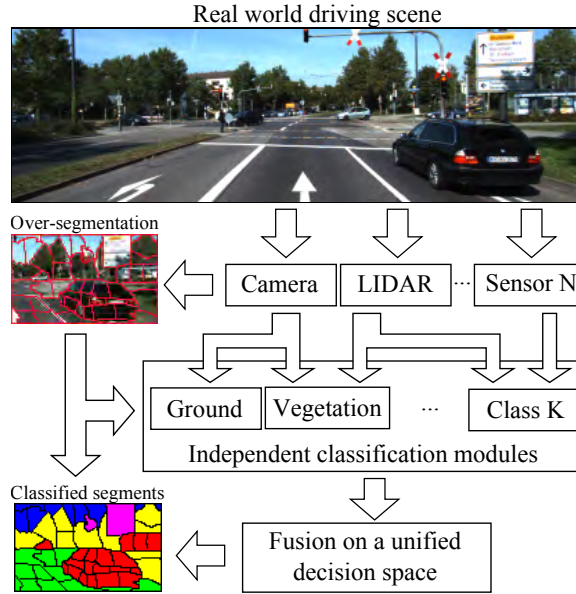 Real world driving scene
Over-segmentation
Camera
LIDAR
...
Sensor N
Ground
Vegetation
...
Class K
Independent classification modules
Classified segments
Fusion on a unified
decision space